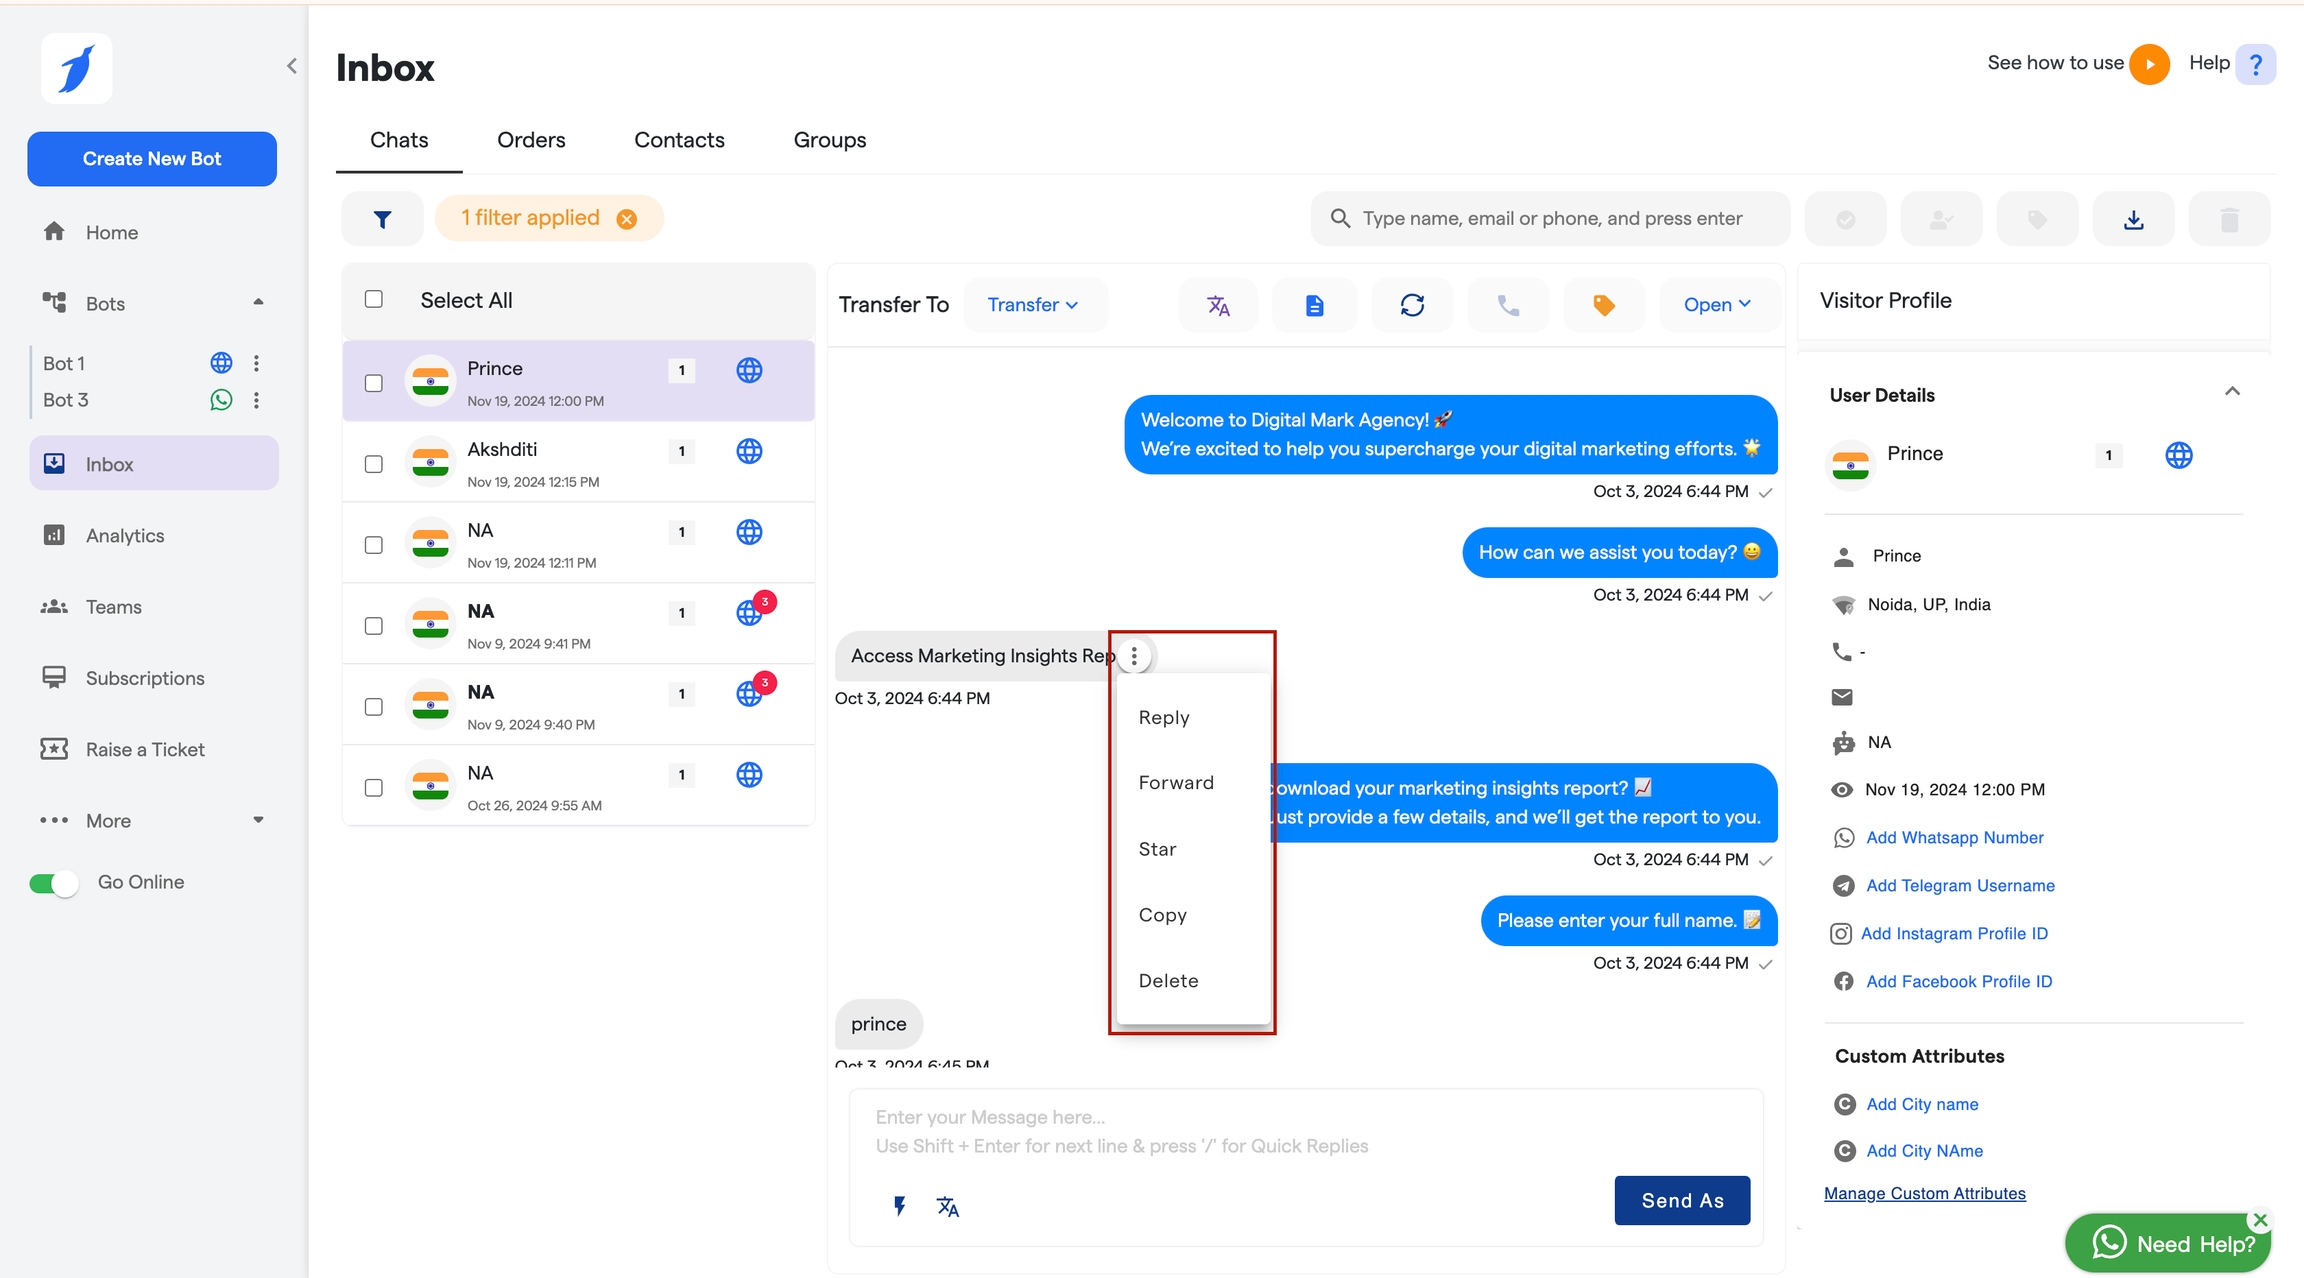 Inbox
See how to use
Help ?
Create New Bot
Home
Bots
Bot 1
Bot 3
Inbox
Analytics
Teams
Subscriptions
Raise a Ticket
More
Go Online
Chats
Orders
Contacts
Groups
1 filter applied
Type name, email or phone, and press enter
Select All
Prince 1
Nov 19, 2024 12:00 PM
Akshditi 1
Nov 19, 2024 12:15 PM
NA 1
Nov 19, 2024 12:11 PM
NA 1 3
Nov 9, 2024 9:41 PM
NA 1 3
Nov 9, 2024 9:40 PM
NA 1
Oct 26, 2024 9:55 AM
Transfer To
Transfer
Open
Welcome to Digital Mark Agency! 🚀
We're excited to help you supercharge your digital marketing efforts. 🌟
Oct 3, 2024 6:44 PM
How can we assist you today? 😀
Oct 3, 2024 6:44 PM
Access Marketing Insights Rep
Oct 3, 2024 6:44 PM
Reply
Forward
Star
Copy
Delete
ownload your marketing insights report? 📈
ust provide a few details, and we'll get the report to you.
Oct 3, 2024 6:44 PM
Please enter your full name. 📝
Oct 3, 2024 6:44 PM
prince
Oct 3, 2024 6:45 PM
Enter your Message here...
Use Shift + Enter for next line & press '/' for Quick Replies
Send As
Visitor Profile
User Details
Prince 1
Prince
Noida, UP, India
-
NA
Nov 19, 2024 12:00 PM
Add Whatsapp Number
Add Telegram Username
Add Instagram Profile ID
Add Facebook Profile ID
Custom Attributes
C Add City name
C Add City NAme
Manage Custom Attributes
Need Help?